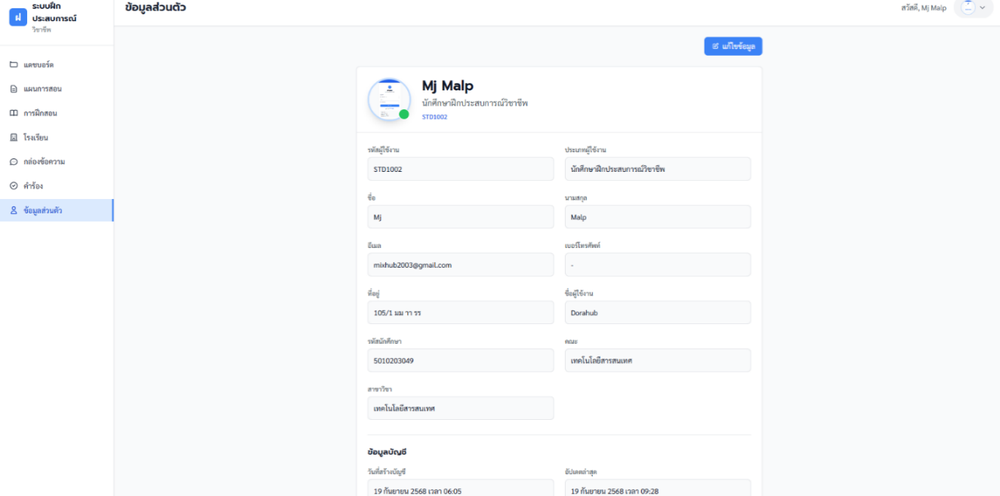 ระบบฝึก
ประสบการณ์
วิชาชีพ
ฝ
ข้อมูลส่วนตัว
สวัสดี, Mj Malp
แดชบอร์ด
แผนการสอน
การฝึกสอน
โรงเรียน
กล่องข้อความ
คำร้อง
ข้อมูลส่วนตัว
แก้ไขข้อมูล
Mj Malp
นักศึกษาฝึกประสบการณ์วิชาชีพ
STD1002
รหัสผู้ใช้งาน
ประเภทผู้ใช้งาน
STD1002
นักศึกษาฝึกประสบการณ์วิชาชีพ
ชื่อ
นามสกุล
Mj
Malp
อีเมล
เบอร์โทรศัพท์
mixhub2003@gmail.com
-
ที่อยู่
ชื่อผู้ใช้งาน
105/1 มม าา รร
Dorahub
รหัสนักศึกษา
คณะ
5010203049
เทคโนโลยีสารสนเทศ
สาขาวิชา
เทคโนโลยีสารสนเทศ
ข้อมูลบัญชี
วันที่สร้างบัญชี
อัปเดตล่าสุด
19 กันยายน 2568 เวลา 06:05
19 กันยายน 2568 เวลา 09:28